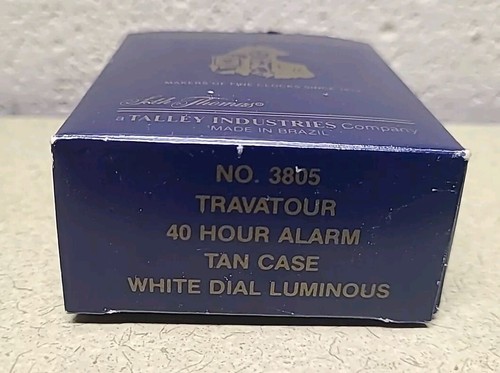 MAKERS OF FINE CLOCKS SINCE
Seth Thomas®
a TALLEY INDUSTRIES Company
MADE IN BRAZIL
NO. 3805
TRAVATOUR
40 HOUR ALARM
TAN CASE
WHITE DIAL LUMINOUS